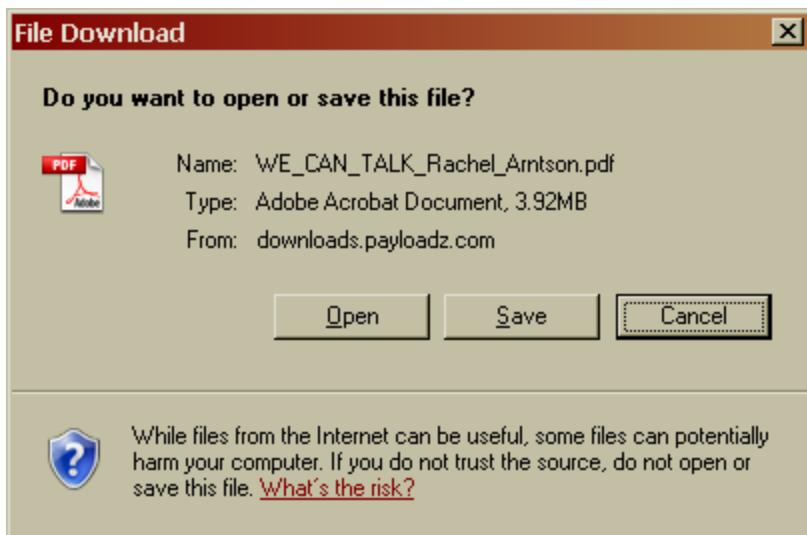 File Download
Do you want to open or save this file?
PDF
Adobe
Name: WE_CAN_TALK_Rachel_Arntson.pdf
Type: Adobe Acrobat Document, 3.92MB
From: downloads.payloadz.com
Open Save Cancel
While files from the Internet can be useful, some files can potentially
harm your computer. If you do not trust the source, do not open or
save this file. What's the risk?